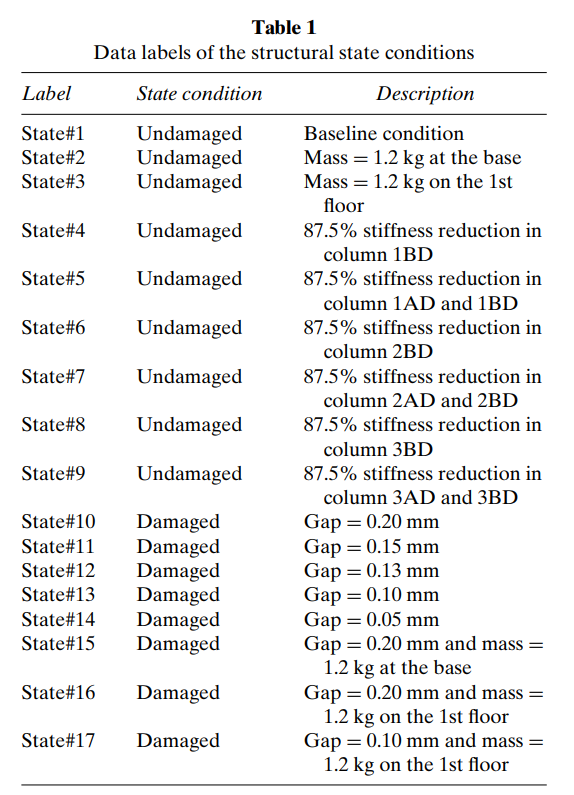 Table 1
Data labels of the structural state conditions
Label State condition Description
State#1 Undamaged Baseline condition
State#2 Undamaged Mass = 1.2 kg at the base
State#3 Undamaged Mass = 1.2 kg on the 1st
floor
State#4 Undamaged 87.5% stiffness reduction in
column 1BD
State#5 Undamaged 87.5% stiffness reduction in
column 1AD and 1BD
State#6 Undamaged 87.5% stiffness reduction in
column 2BD
State#7 Undamaged 87.5% stiffness reduction in
column 2AD and 2BD
State#8 Undamaged 87.5% stiffness reduction in
column 3BD
State#9 Undamaged 87.5% stiffness reduction in
column 3AD and 3BD
State#10 Damaged Gap = 0.20 mm
State#11 Damaged Gap = 0.15 mm
State#12 Damaged Gap = 0.13 mm
State#13 Damaged Gap = 0.10 mm
State#14 Damaged Gap = 0.05 mm
State#15 Damaged Gap = 0.20 mm and mass =
1.2 kg at the base
State#16 Damaged Gap = 0.20 mm and mass =
1.2 kg on the 1st floor
State#17 Damaged Gap = 0.10 mm and mass =
1.2 kg on the 1st floor